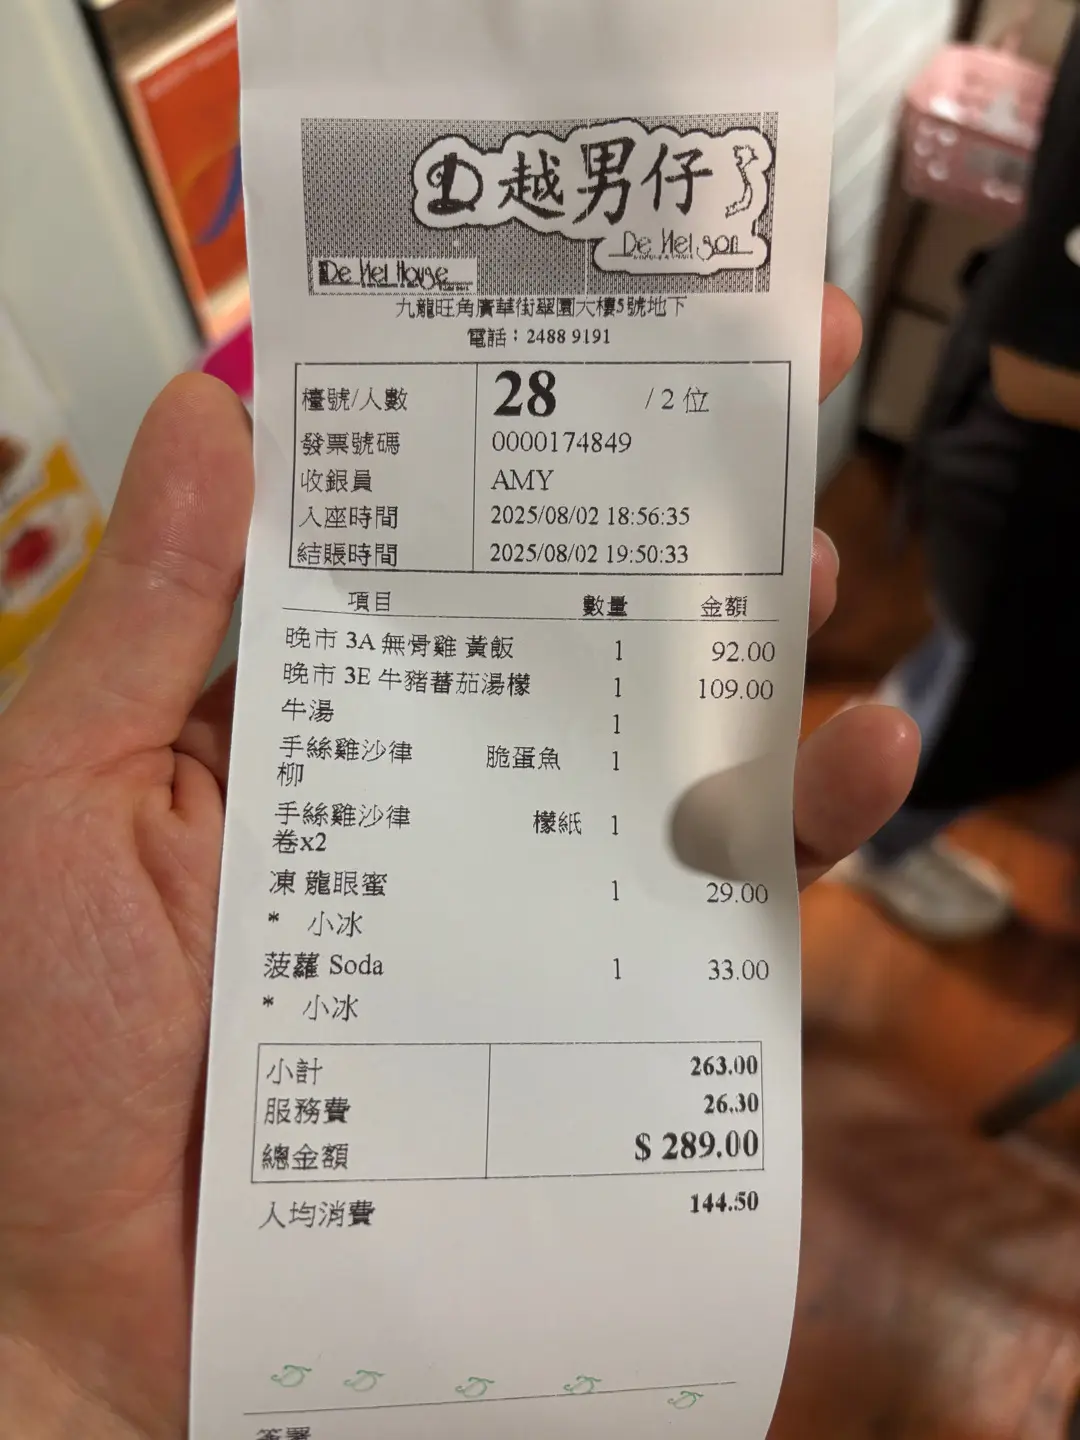 D 越男仔
De Nei son
De Nei House
九龍旺角廣華街翠園大樓5號地下
電話：2488 9191
檯號/人數 28 / 2 位
發票號碼 0000174849
收銀員 AMY
入座時間 2025/08/02 18:56:35
結賬時間 2025/08/02 19:50:33
項目 數量 金額
晚市 3A 無骨雞 黃飯 1 92.00
晚市 3E 牛豬蕃茄湯檬 1 109.00
牛湯 1
手絲雞沙律 脆蛋魚 1
柳
手絲雞沙律 檬紙 1
卷x2
凍 龍眼蜜 1 29.00
* 小冰
菠蘿 Soda 1 33.00
* 小冰
小計 263.00
服務費 26.30
總金額 $ 289.00
人均消費 144.50